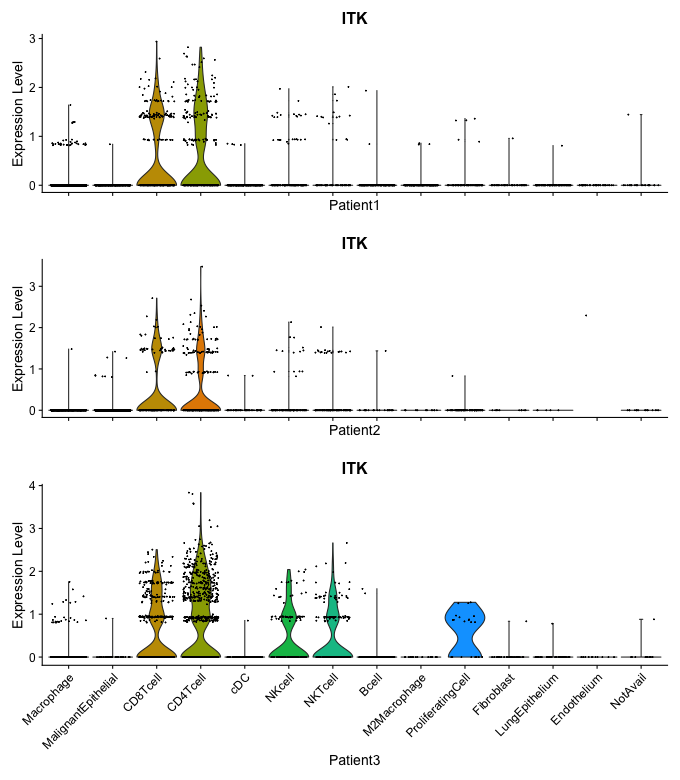 ITK
Expression Level
3
2
1
0
Patient1
ITK
Expression Level
3
2
1
0
Patient2
ITK
Expression Level
4
3
2
1
0
Macrophage
MalignantEpithelial
CD8Tcell
CD4Tcell
cDC
NKcell
NKTcell
Bcell
M2Macrophage
ProliferatingCell
Fibroblast
LungEpithelium
Endothelium
NotAvail
Patient3